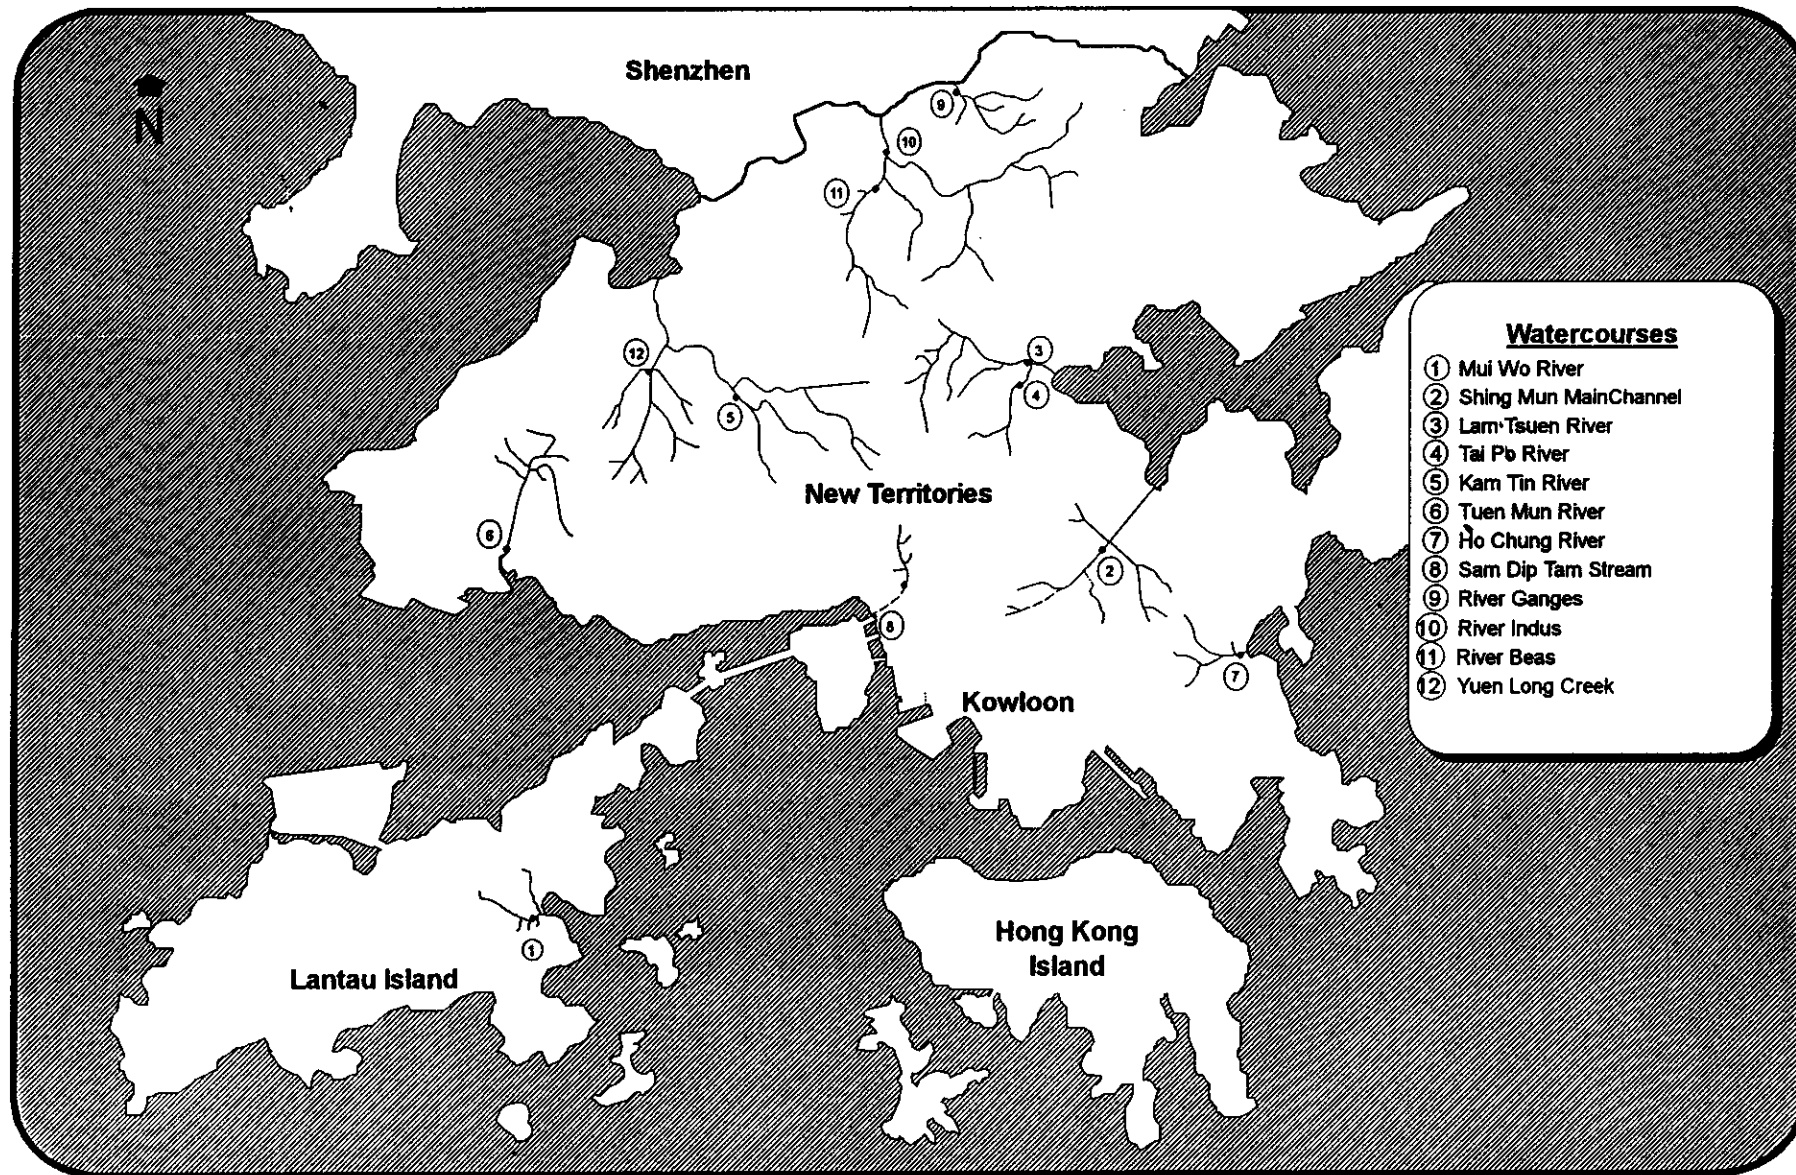 Shenzhen
N
9
10
11
12
3
4
5
6
New Territories
2
8
7
Kowloon
1
Lantau Island
Hong Kong
Island
Watercourses
1 Mui Wo River
2 Shing Mun MainChannel
3 Lam Tsuen River
4 Tai Po River
5 Kam Tin River
6 Tuen Mun River
7 Ho Chung River
8 Sam Dip Tam Stream
9 River Ganges
10 River Indus
11 River Beas
12 Yuen Long Creek